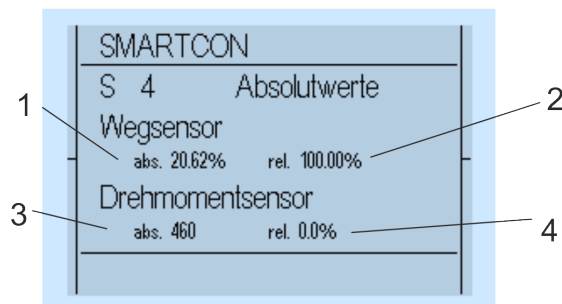 SMARTCON
S 4 Absolutwerte
1 2
Wegsensor
abs. 20.62% rel. 100.00%
Drehmomentsensor
3 abs. 460 rel. 0.0% 4